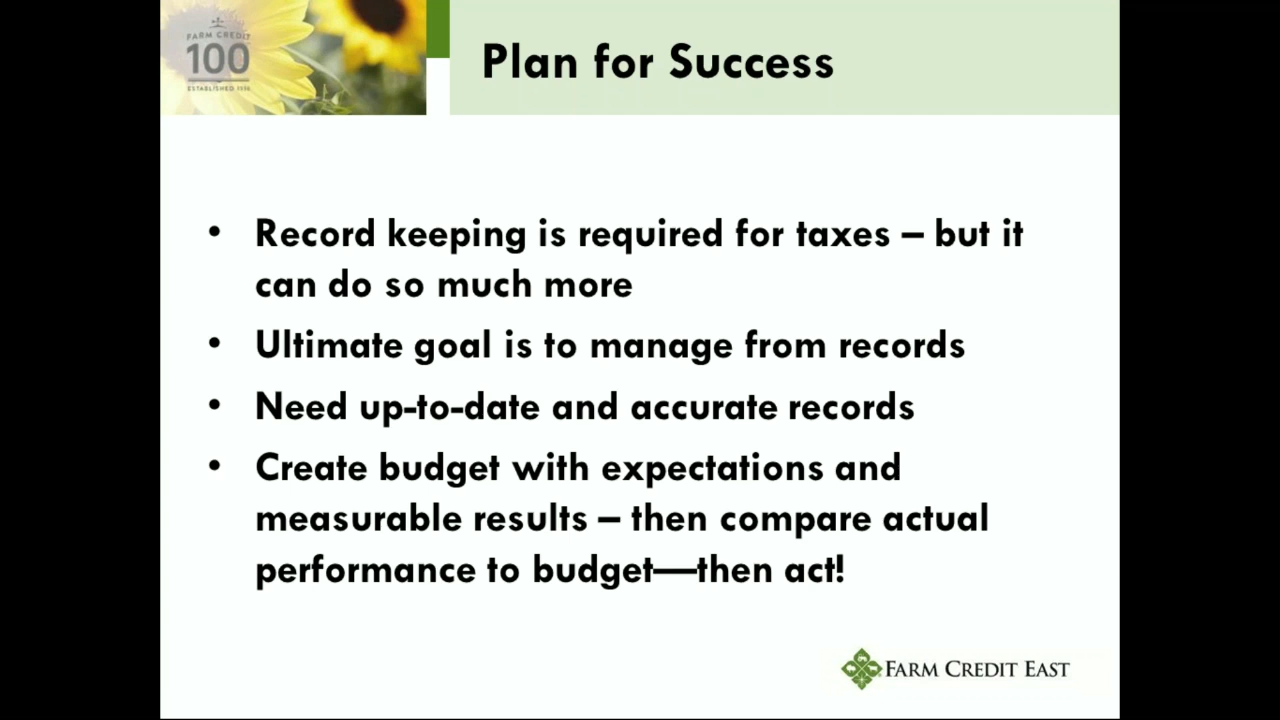 FARM CREDIT
100
ESTABLISHED 1916
Plan for Success
• Record keeping is required for taxes – but it
can do so much more
• Ultimate goal is to manage from records
• Need up-to-date and accurate records
• Create budget with expectations and
measurable results – then compare actual
performance to budget—then act!
FARM CREDIT EAST